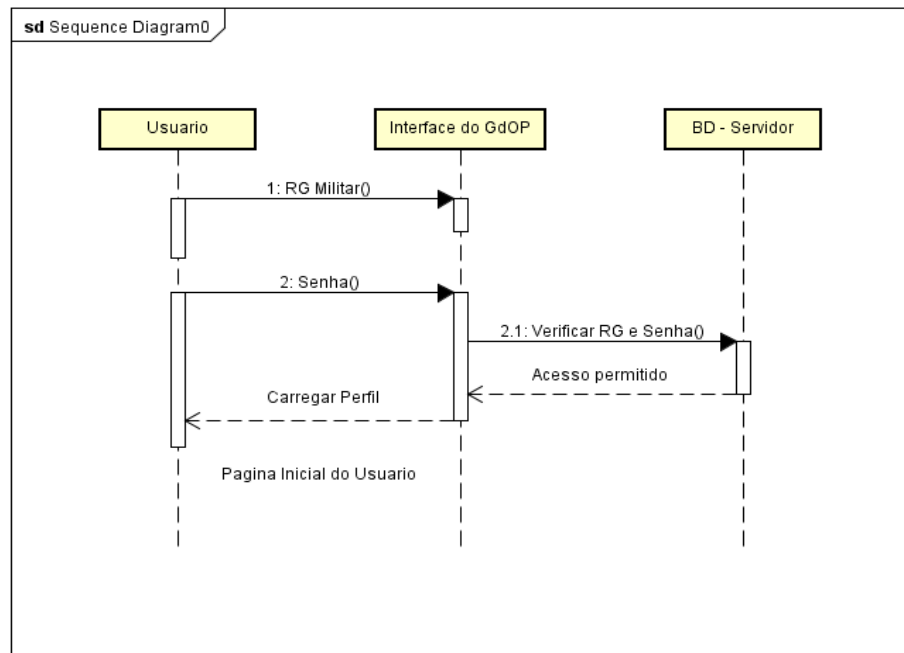 sd Sequence Diagram0
Usuario
Interface do GdOP
BD - Servidor
1: RG Militar()
2: Senha()
2.1: Verificar RG e Senha()
Acesso permitido
Carregar Perfil
Pagina Inicial do Usuario